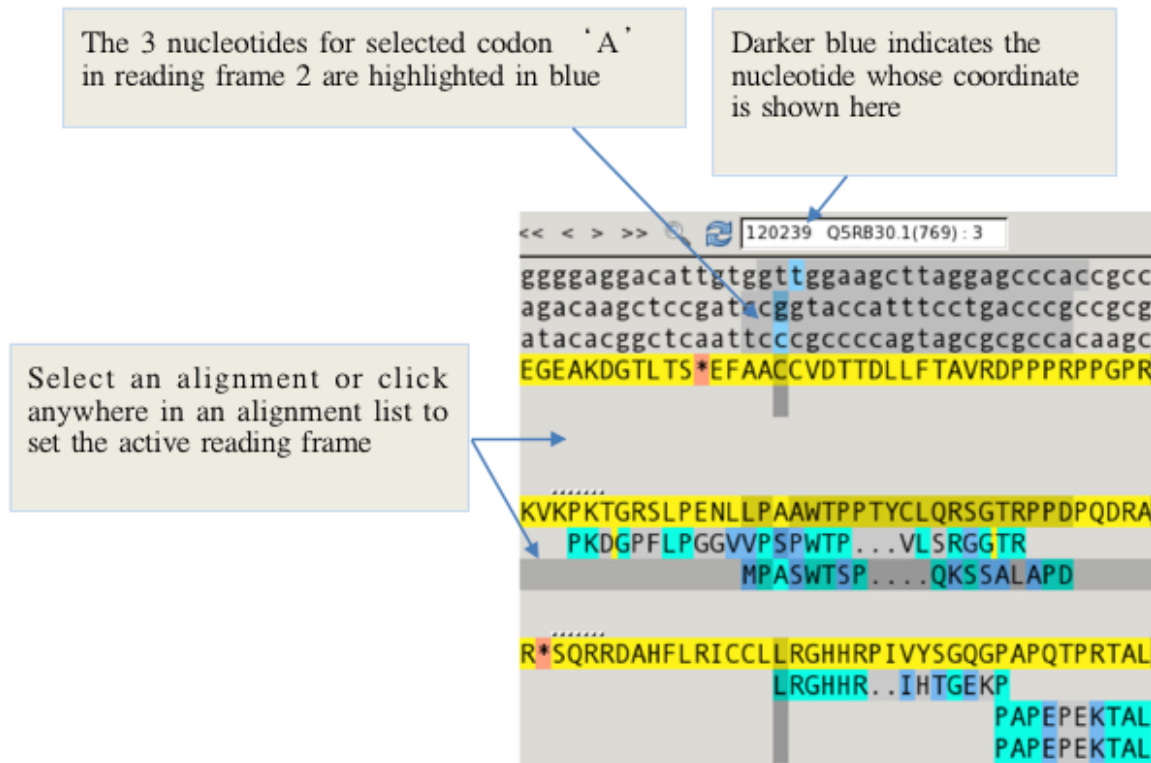 The 3 nucleotides for selected codon ‘A’
in reading frame 2 are highlighted in blue
Darker blue indicates the
nucleotide whose coordinate
is shown here
<< < > >> 120239 Q5RB30.1(769) : 3
ggggaggacattgtggttggaagcttaggagcccaccgcc
agacaagctccgatacggtaccatttcctgacccgccgcg
atacacggctcaattcccgccccagtagcgcgccacaagc
EGEAKDGTLTS*EFAACCVDTTDLLFTAVRDPPPRPPGPR
Select an alignment or click
anywhere in an alignment list to
set the active reading frame
KVKPKTGRSLPENLLPAAWTPPTYCLQRSGTRPPDPQDRA
PKDGPFLPGGVVPSPWTP...VLSRGGTR
MPASWTSP....QKSSALAPD
R*SQRRDAHFLRICCLLRGHHRPIVYSGQGPAPQTPRTAL
LRGHHR..IHTGEKP
PAPEPEKTAL
PAPEPEKTAL